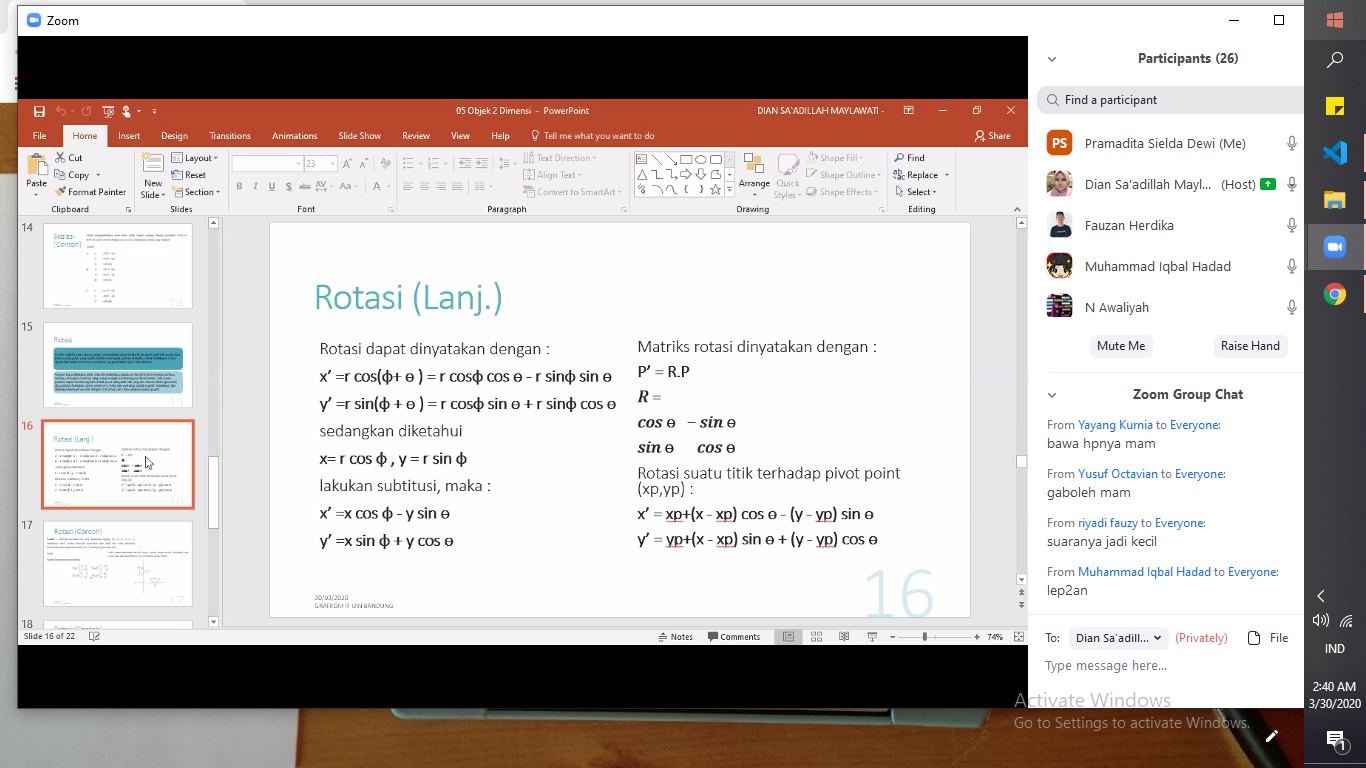 Zoom
05 Objek 2 Dimensi - PowerPoint
DIAN SA'ADILLAH MAYLAWATI -
File Home Insert Design Transitions Animations Slide Show Review View Help Tell me what you want to do Share
Paste
Cut
Copy
Format Painter
Clipboard
New Slide
Layout
Reset
Section
Slides
23
Font
Text Direction
Align Text
Convert to SmartArt
Paragraph
Arrange
Quick Styles
Shape Fill
Shape Outline
Shape Effects
Drawing
Find
Replace
Select
Editing
14
Skalasi
(Contoh)
14
15
Rotasi
15
16
Rotasi (Lanj.)
16
17
Rotasi (Contoh)
17
18
Rotasi (Lanj.)
Rotasi dapat dinyatakan dengan :
x’ =r cos(ϕ+ ɵ ) = r cosϕ cos ɵ - r sinϕ sin ɵ
y’ =r sin(ϕ + ɵ ) = r cosϕ sin ɵ + r sinϕ cos ɵ
sedangkan diketahui
x= r cos ϕ , y = r sin ϕ
lakukan subtitusi, maka :
x’ =x cos ϕ - y sin ɵ
y’ =x sin ϕ + y cos ɵ
Matriks rotasi dinyatakan dengan :
P’ = R.P
R =
cos ɵ − sin ɵ
sin ɵ cos ɵ
Rotasi suatu titik terhadap pivot point
(xp,yp) :
x’ = xp+(x - xp) cos ɵ - (y - yp) sin ɵ
y’ = yp+(x - xp) sin ɵ + (y - yp) cos ɵ
30/03/2020
GRAFKOM IF UIN BANDUNG
16
Slide 16 of 22
Notes
Comments
74%
Participants (26)
Find a participant
PS Pramadita Sielda Dewi (Me)
Dian Sa'adillah Mayl... (Host)
Fauzan Herdika
Muhammad Iqbal Hadad
N Awaliyah
Mute Me
Raise Hand
Zoom Group Chat
From Yayang Kurnia to Everyone:
bawa hpnya mam
From Yusuf Octavian to Everyone:
gaboleh mam
From riyadi fauzy to Everyone:
suaranya jadi kecil
From Muhammad Iqbal Hadad to Everyone:
lep2an
To: Dian Sa'adill... (Privately) File
Type message here...
Activate Windows
Go to Settings to activate Windows.
IND
2:40 AM
3/30/2020
1